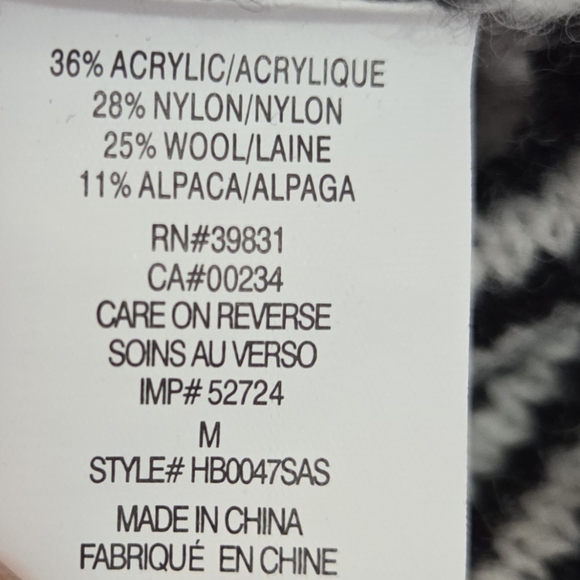 36% ACRYLIC/ACRYLIQUE
28% NYLON/NYLON
25% WOOL/LAINE
11% ALPACA/ALPAGA
RN#39831
CA#00234
CARE ON REVERSE
SOINS AU VERSO
IMP# 52724
M
STYLE# HB0047SAS
MADE IN CHINA
FABRIQUÉ EN CHINE